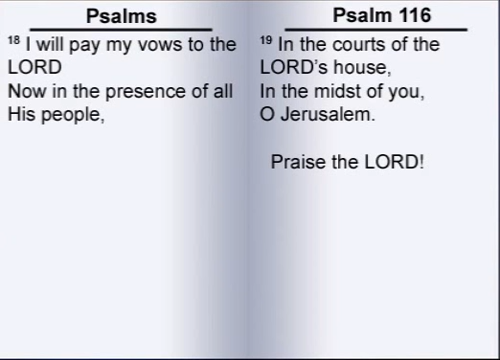 Psalms
18 I will pay my vows to the
LORD
Now in the presence of all
His people,
Psalm 116
19 In the courts of the
LORD's house,
In the midst of you,
O Jerusalem.
Praise the LORD!